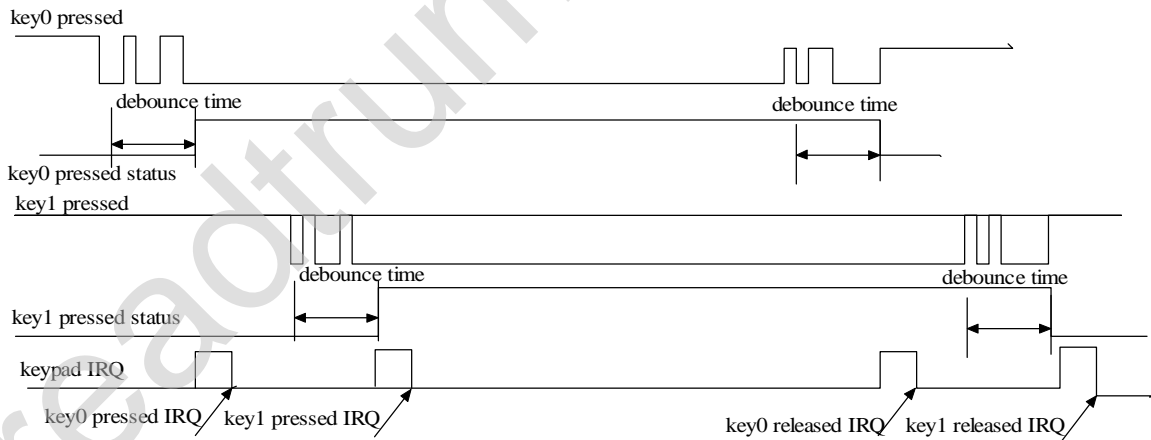 key0 pressed
debounce time
debounce time
key0 pressed status
key1 pressed
debounce time
debounce time
key1 pressed status
keypad IRQ
key0 pressed IRQ
key1 pressed IRQ
key0 released IRQ
key1 released IRQ
readtrum